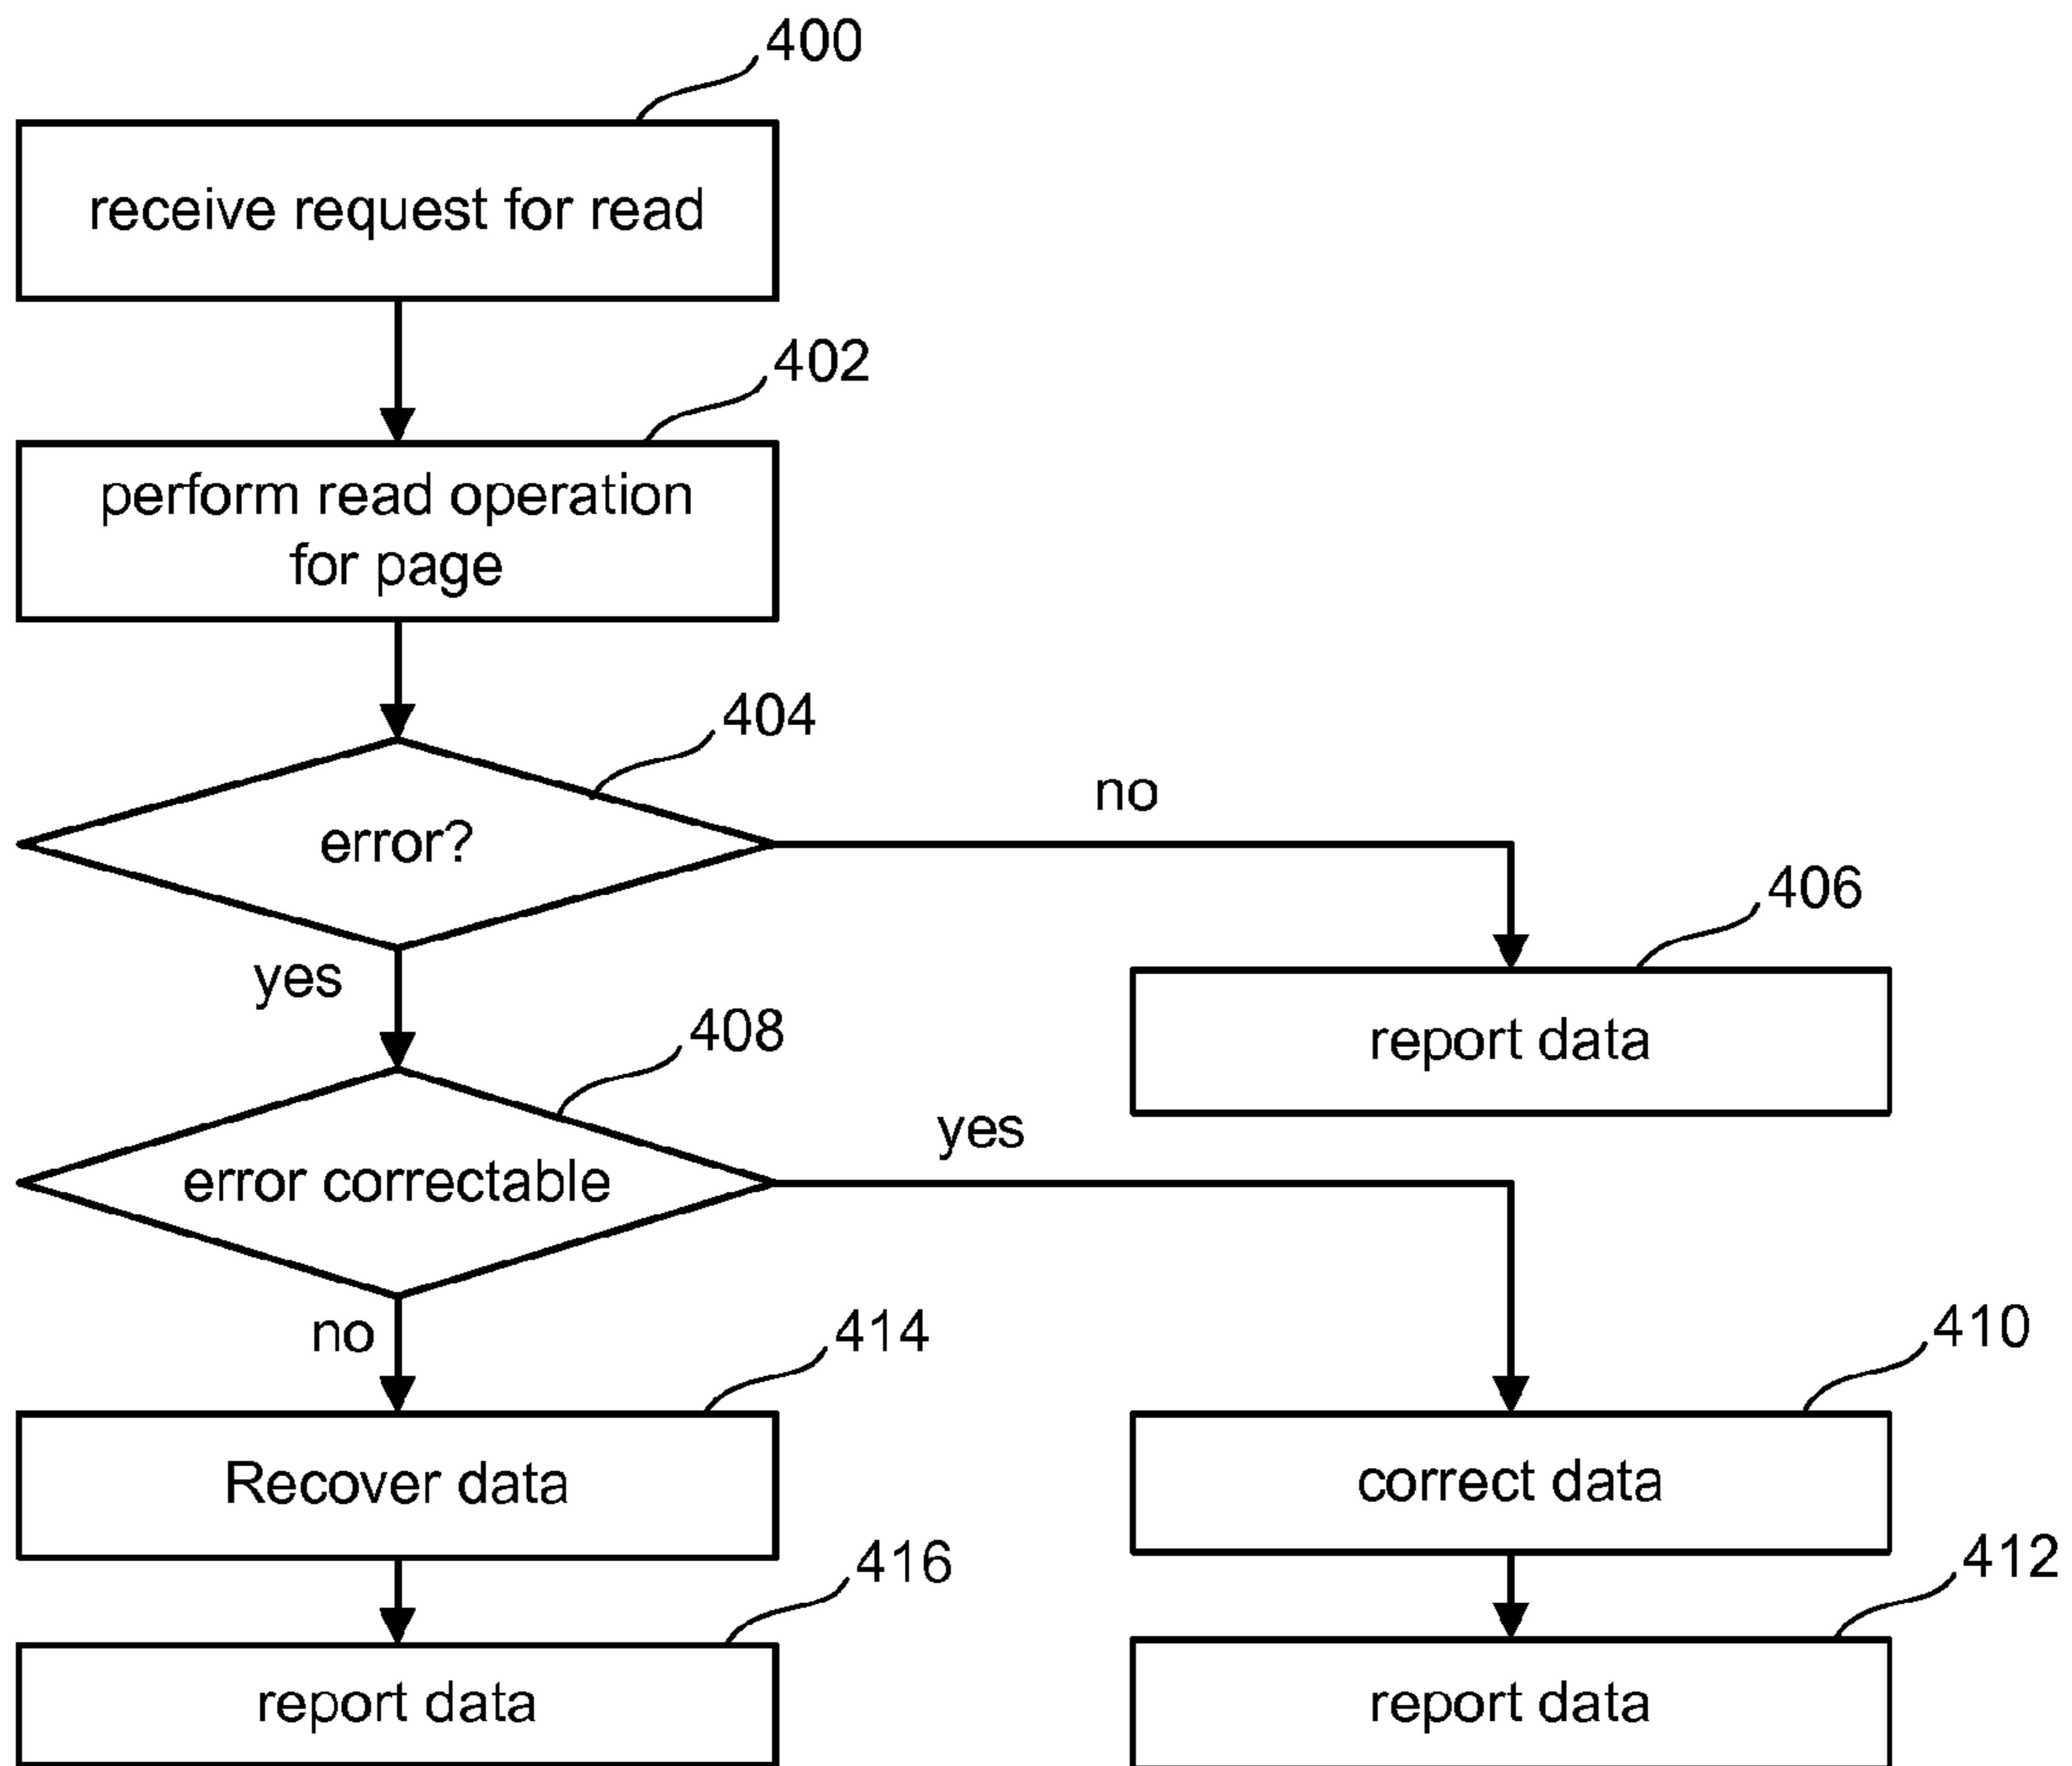 400
receive request for read
402
perform read operation
for page
404
error?
no
406
report data
yes
408
error correctable
yes
no
414
Recover data
410
correct data
416
report data
412
report data